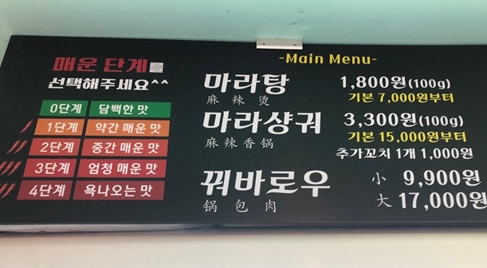 매운 단계를
선택해주세요^^
0단계 담백한 맛
1단계 약간 매운 맛
2단계 중간 매운 맛
3단계 엄청 매운 맛
4단계 욕나오는 맛
-Main Menu-
마라탕 1,800원(100g)
麻辣烫 기본 7,000원부터
마라샹궈 3,300원(100g)
麻辣香锅 기본 15,000원부터
추가꼬치 1개 1,000원
꿔바로우 小 9,900원
锅包肉 大 17,000원